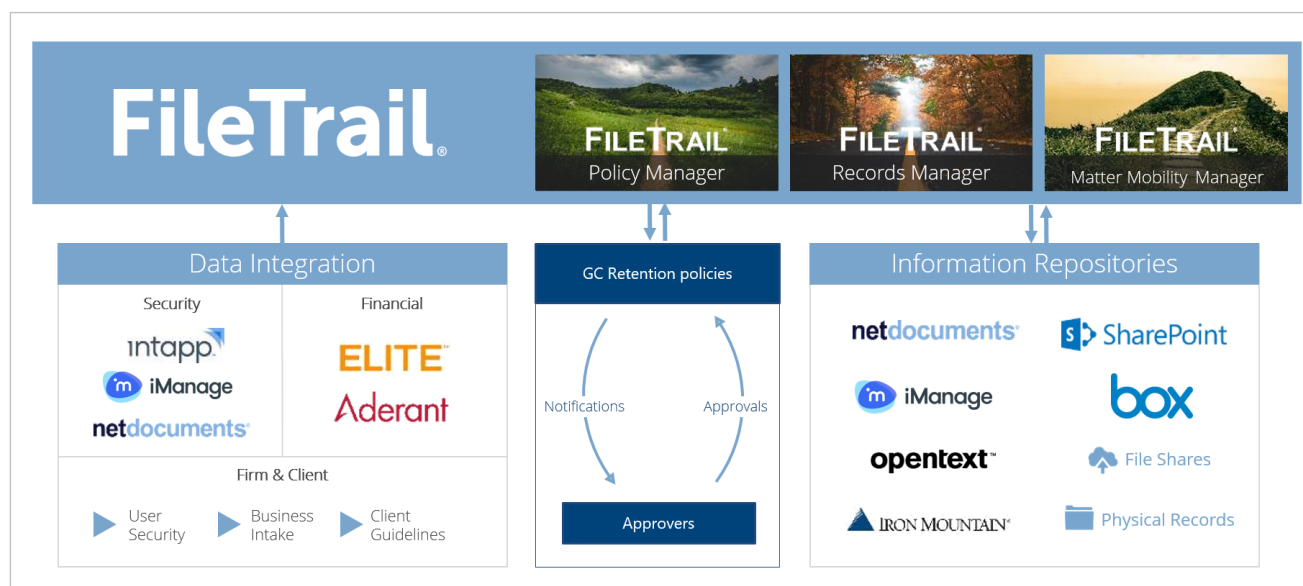 FileTrail®
FILETRAIL®
Policy Manager
FILETRAIL®
Records Manager
FILETRAIL®
Matter Mobility Manager
Data Integration
Security
intapp
iManage
netdocuments®
Financial
ELITE™
Aderant
Firm & Client
User
Security
Business
Intake
Client
Guidelines
GC Retention policies
Notifications
Approvals
Approvers
Information Repositories
netdocuments®
SharePoint
iManage
box
opentext™
File Shares
IRON MOUNTAIN®
Physical Records